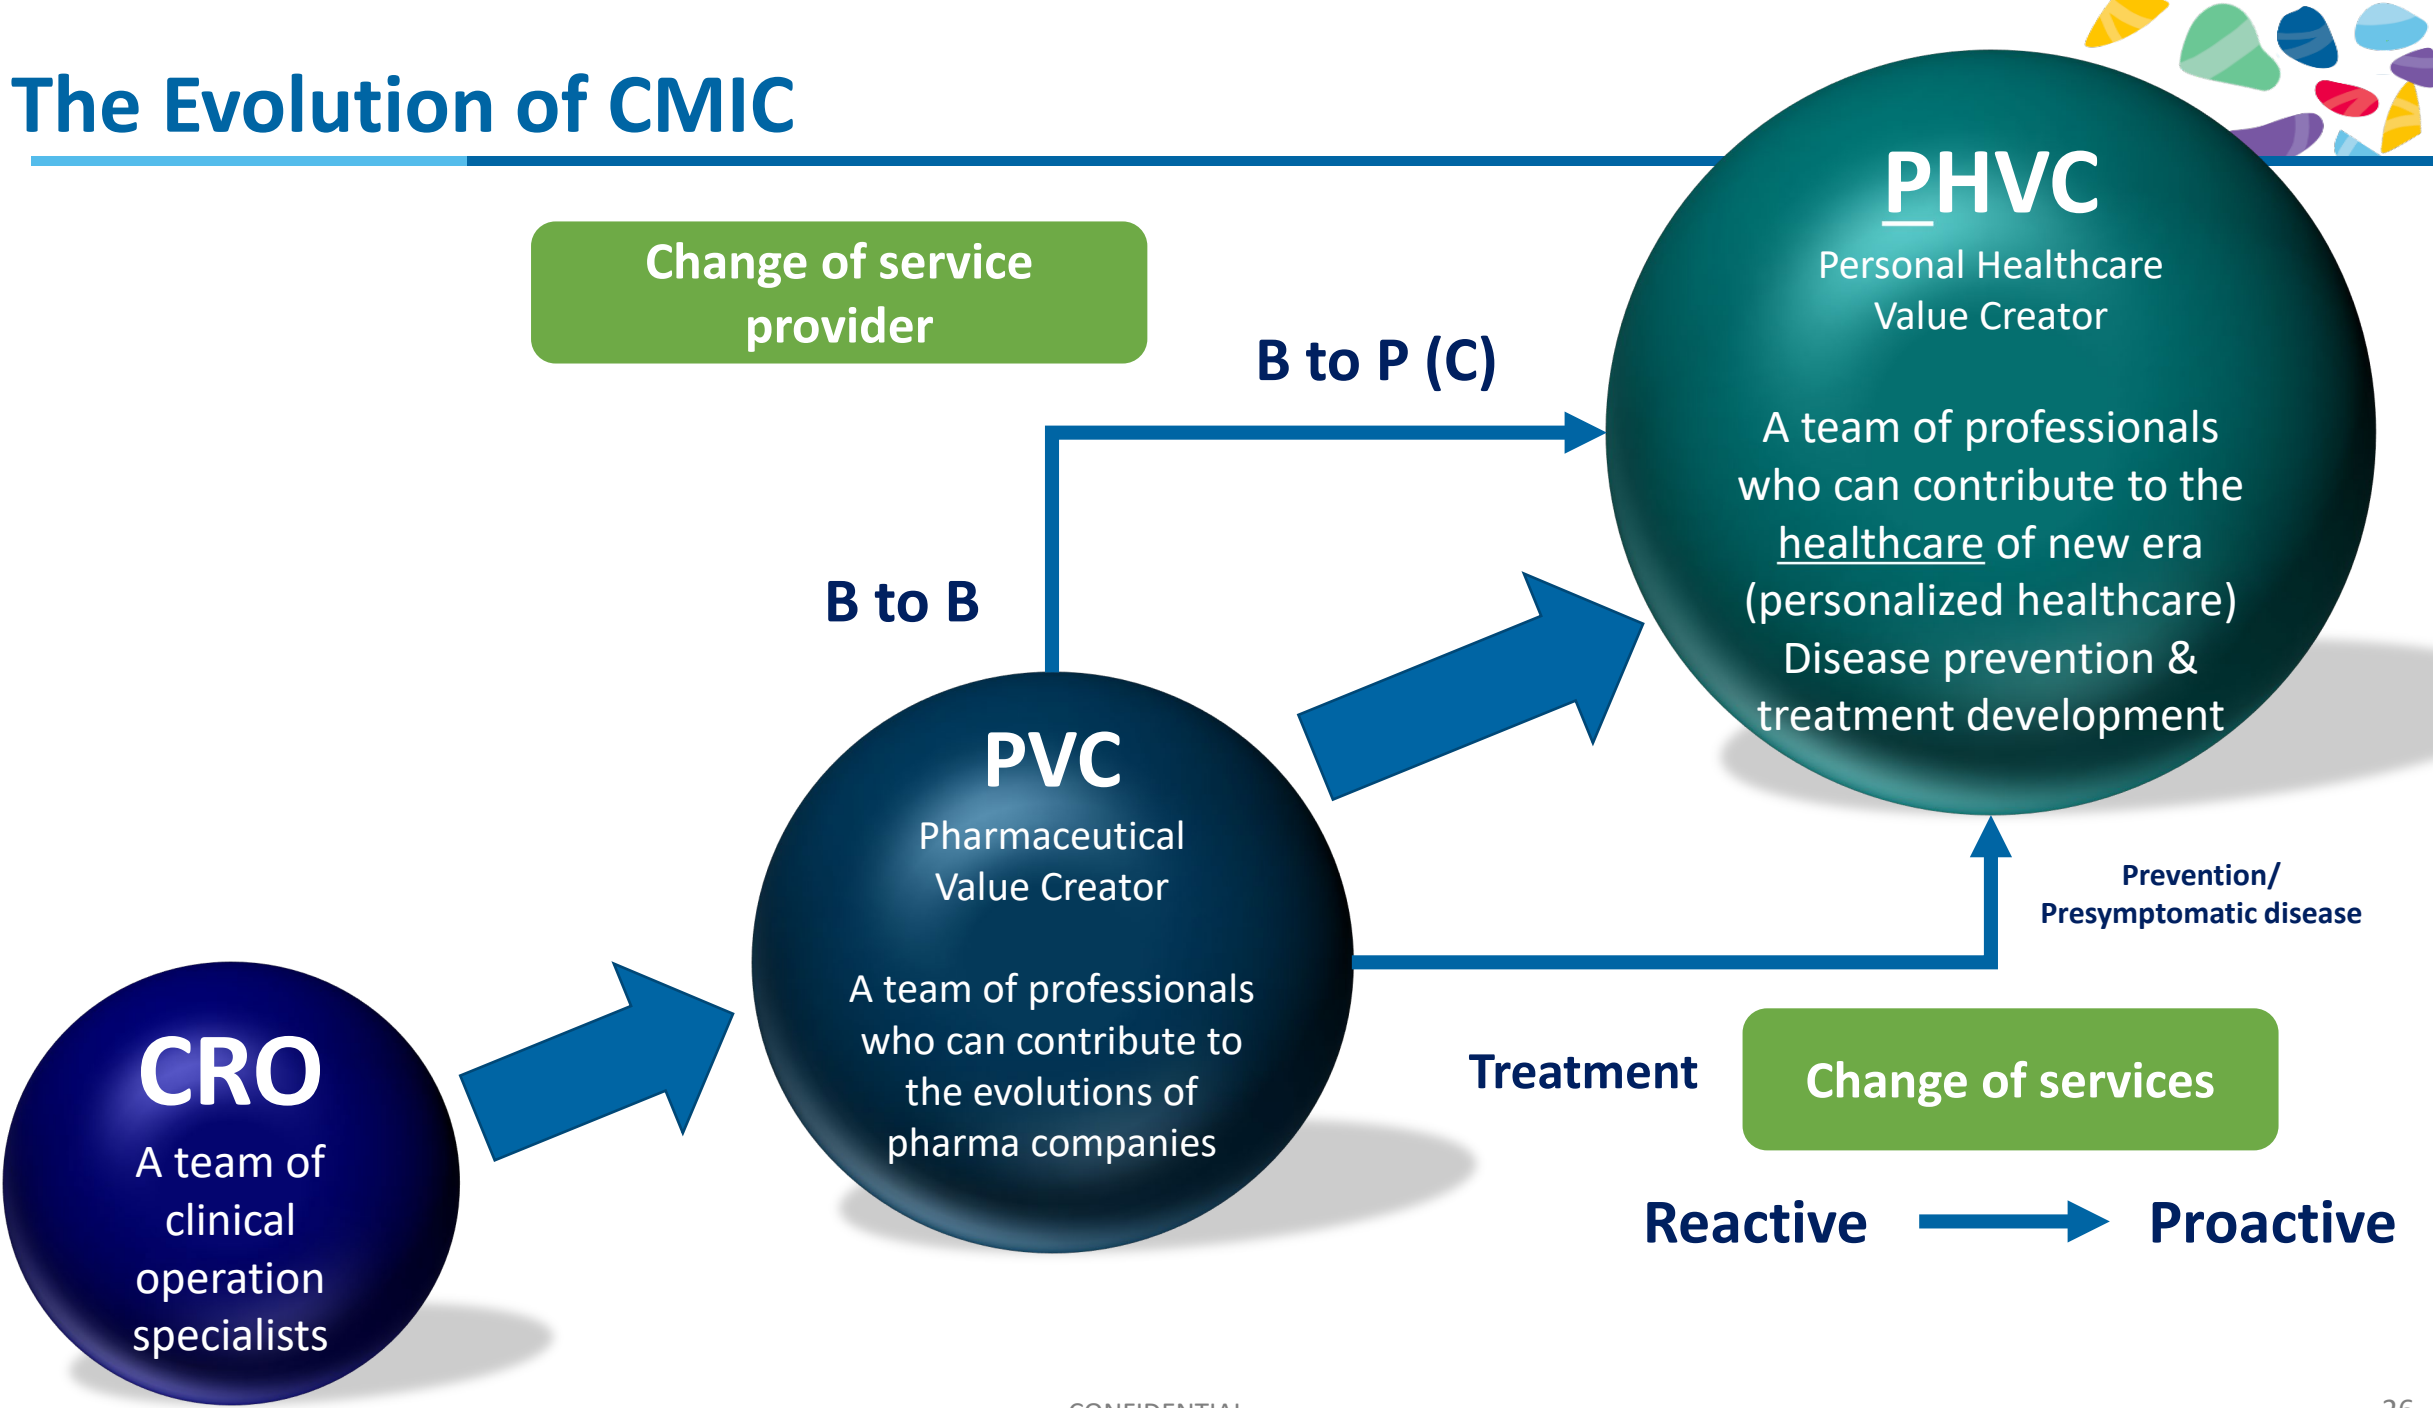 The Evolution of CMIC
Change of service
provider
B to P (C)
B to B
PHVC
Personal Healthcare
Value Creator
A team of professionals
who can contribute to the
healthcare of new era
(personalized healthcare)
Disease prevention &
treatment development
PVC
Pharmaceutical
Value Creator
A team of professionals
who can contribute to
the evolutions of
pharma companies
Prevention/
Presymptomatic disease
Treatment
Change of services
Reactive
Proactive
CRO
A team of
clinical
operation
specialists
CONFIDENTIAL
26